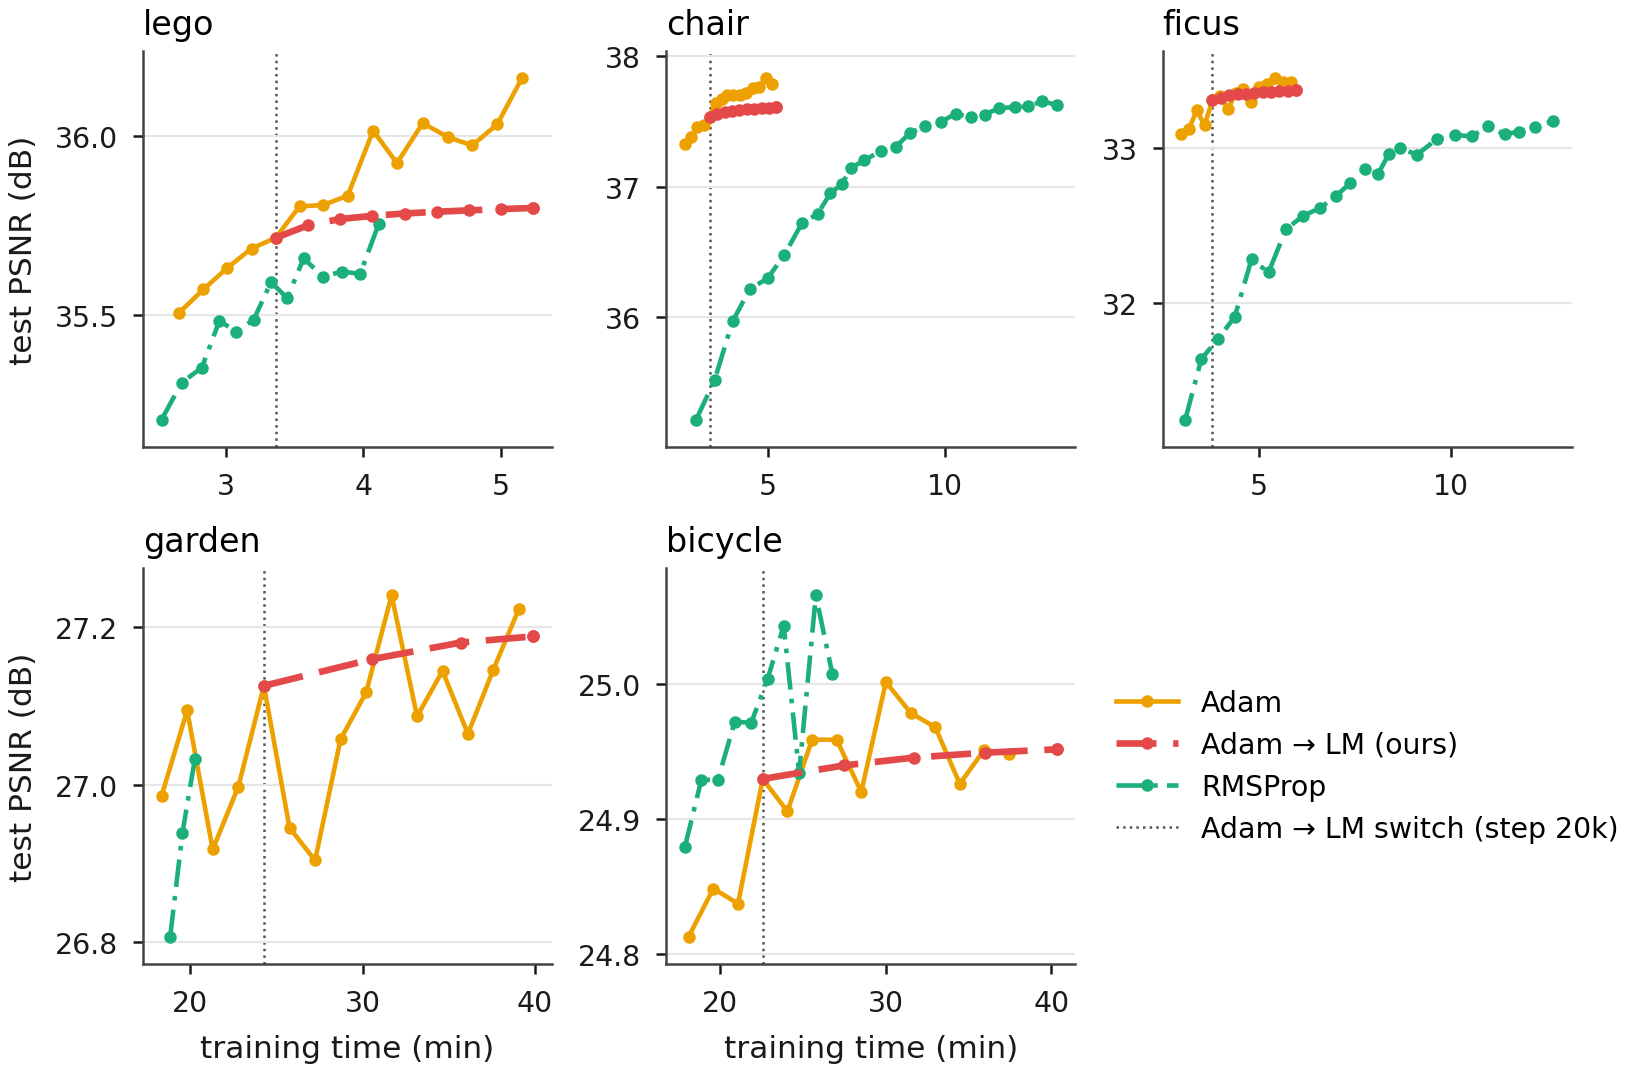 lego
chair
ficus
test PSNR (dB)
36.0
35.5
3 4 5
38
37
36
5 10
33
32
5 10
garden
bicycle
test PSNR (dB)
27.2
27.0
26.8
20 30 40
training time (min)
25.0
24.9
24.8
20 30 40
training time (min)
Adam
Adam → LM (ours)
RMSProp
Adam → LM switch (step 20k)